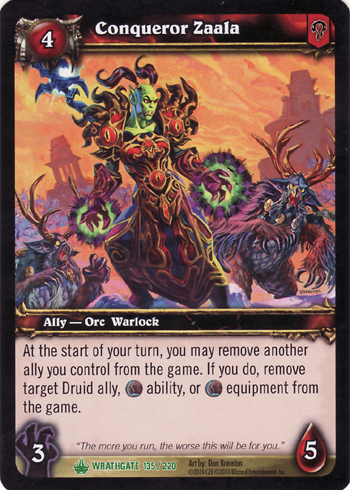 4
Conqueror Zaala
Ally — Orc Warlock
At the start of your turn, you may remove another
ally you control from the game. If you do, remove
target Druid ally, ability, or equipment from
the game.
3
"The more you run, the worse this will be for you."
5
WRATHGATE 135 / 220
Art by: Dan Brereton